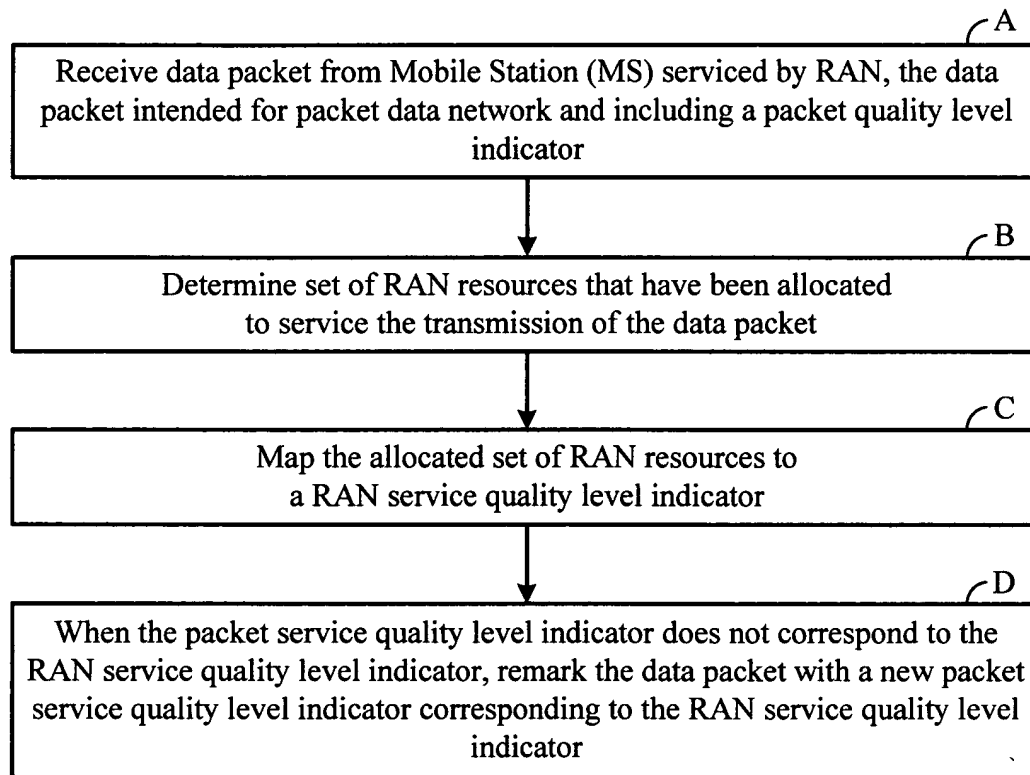 A
Receive data packet from Mobile Station (MS) serviced by RAN, the data
packet intended for packet data network and including a packet quality level
indicator
B
Determine set of RAN resources that have been allocated
to service the transmission of the data packet
C
Map the allocated set of RAN resources to
a RAN service quality level indicator
D
When the packet service quality level indicator does not correspond to the
RAN service quality level indicator, remark the data packet with a new packet
service quality level indicator corresponding to the RAN service quality level
indicator